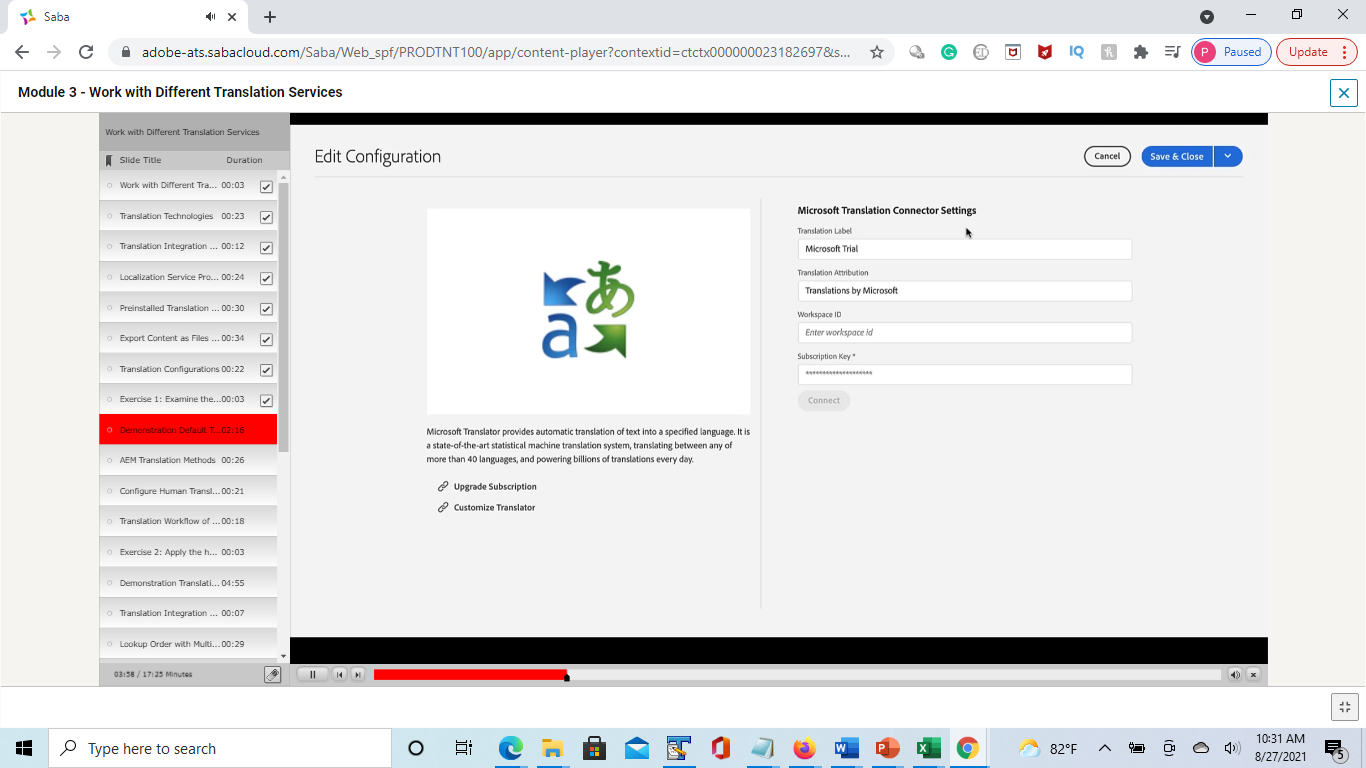 Saba
adobe-ats.sabacloud.com/Saba/Web_spf/PRODTNT100/app/content-player?contextid=ctctx000000023182697&s...
IQ
P Paused
Update
Module 3 - Work with Different Translation Services
Work with Different Translation Services
Slide Title Duration
Work with Different Tra... 00:03
Translation Technologies 00:23
Translation Integration ... 00:12
Localization Service Pro... 00:24
Preinstalled Translation ... 00:30
Export Content as Files ... 00:34
Translation Configurations 00:22
Exercise 1: Examine the... 00:03
Demonstration Default T... 02:16
AEM Translation Methods 00:26
Configure Human Transl... 00:21
Translation Workflow of ... 00:18
Exercise 2: Apply the h... 00:03
Demonstration Translati... 04:55
Translation Integration ... 00:07
Lookup Order with Multi... 00:29
03:58 / 17:25 Minutes
Edit Configuration
Cancel
Save & Close
あ
a
Microsoft Translator provides automatic translation of text into a specified language. It is
a state-of-the-art statistical machine translation system, translating between any of
more than 40 languages, and powering billions of translations every day.
Upgrade Subscription
Customize Translator
Microsoft Translation Connector Settings
Translation Label
Microsoft Trial
Translation Attribution
Translations by Microsoft
Workspace ID
Enter workspace id
Subscription Key *
********************
Connect
Type here to search
82°F
10:31 AM
8/27/2021
5